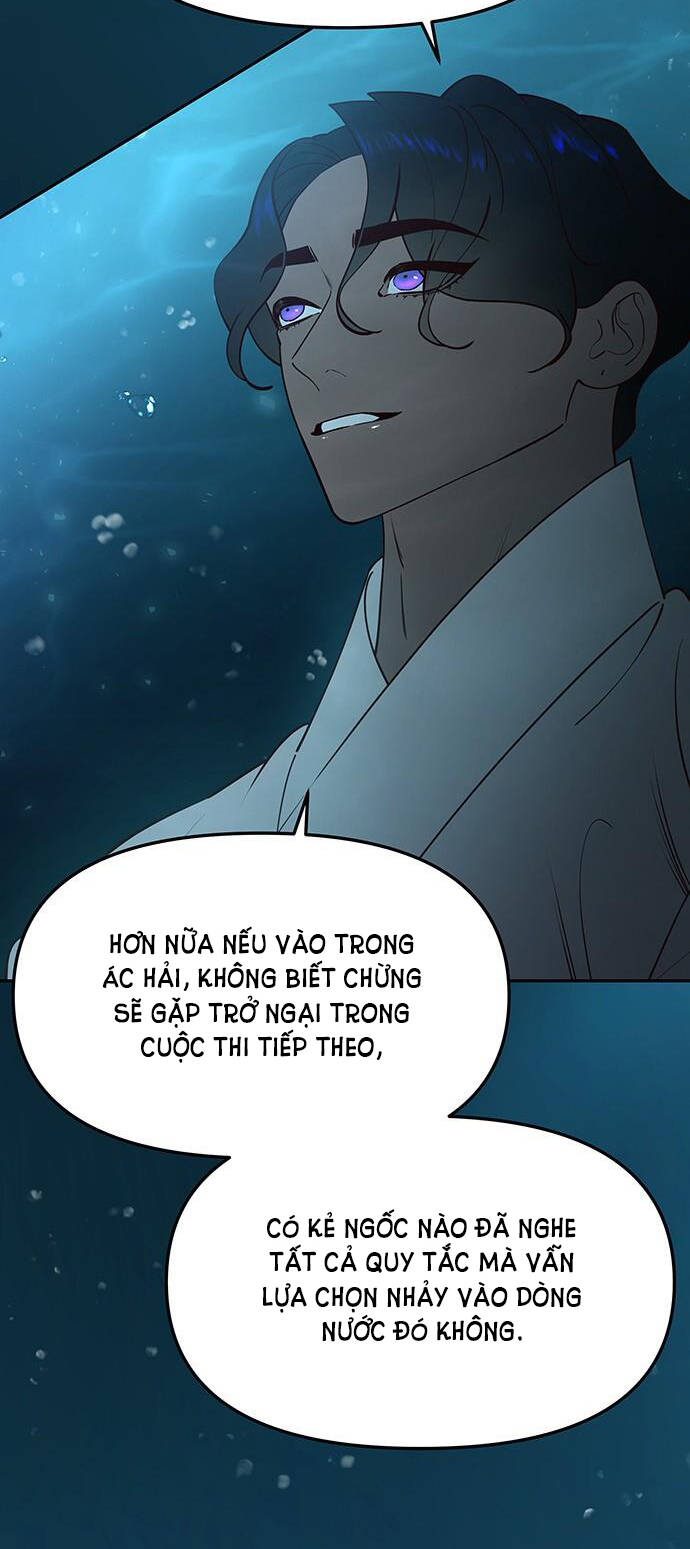 HƠN NỮA NẾU VÀO TRONG
ÁC HẢI, KHÔNG BIẾT CHỪNG
SẼ GẶP TRỞ NGẠI TRONG
CUỘC THI TIẾP THEO,
CÓ KẺ NGỐC NÀO ĐÃ NGHE
TẤT CẢ QUY TẮC MÀ VẪN
LỰA CHỌN NHẢY VÀO DÒNG
NƯỚC ĐÓ KHÔNG.